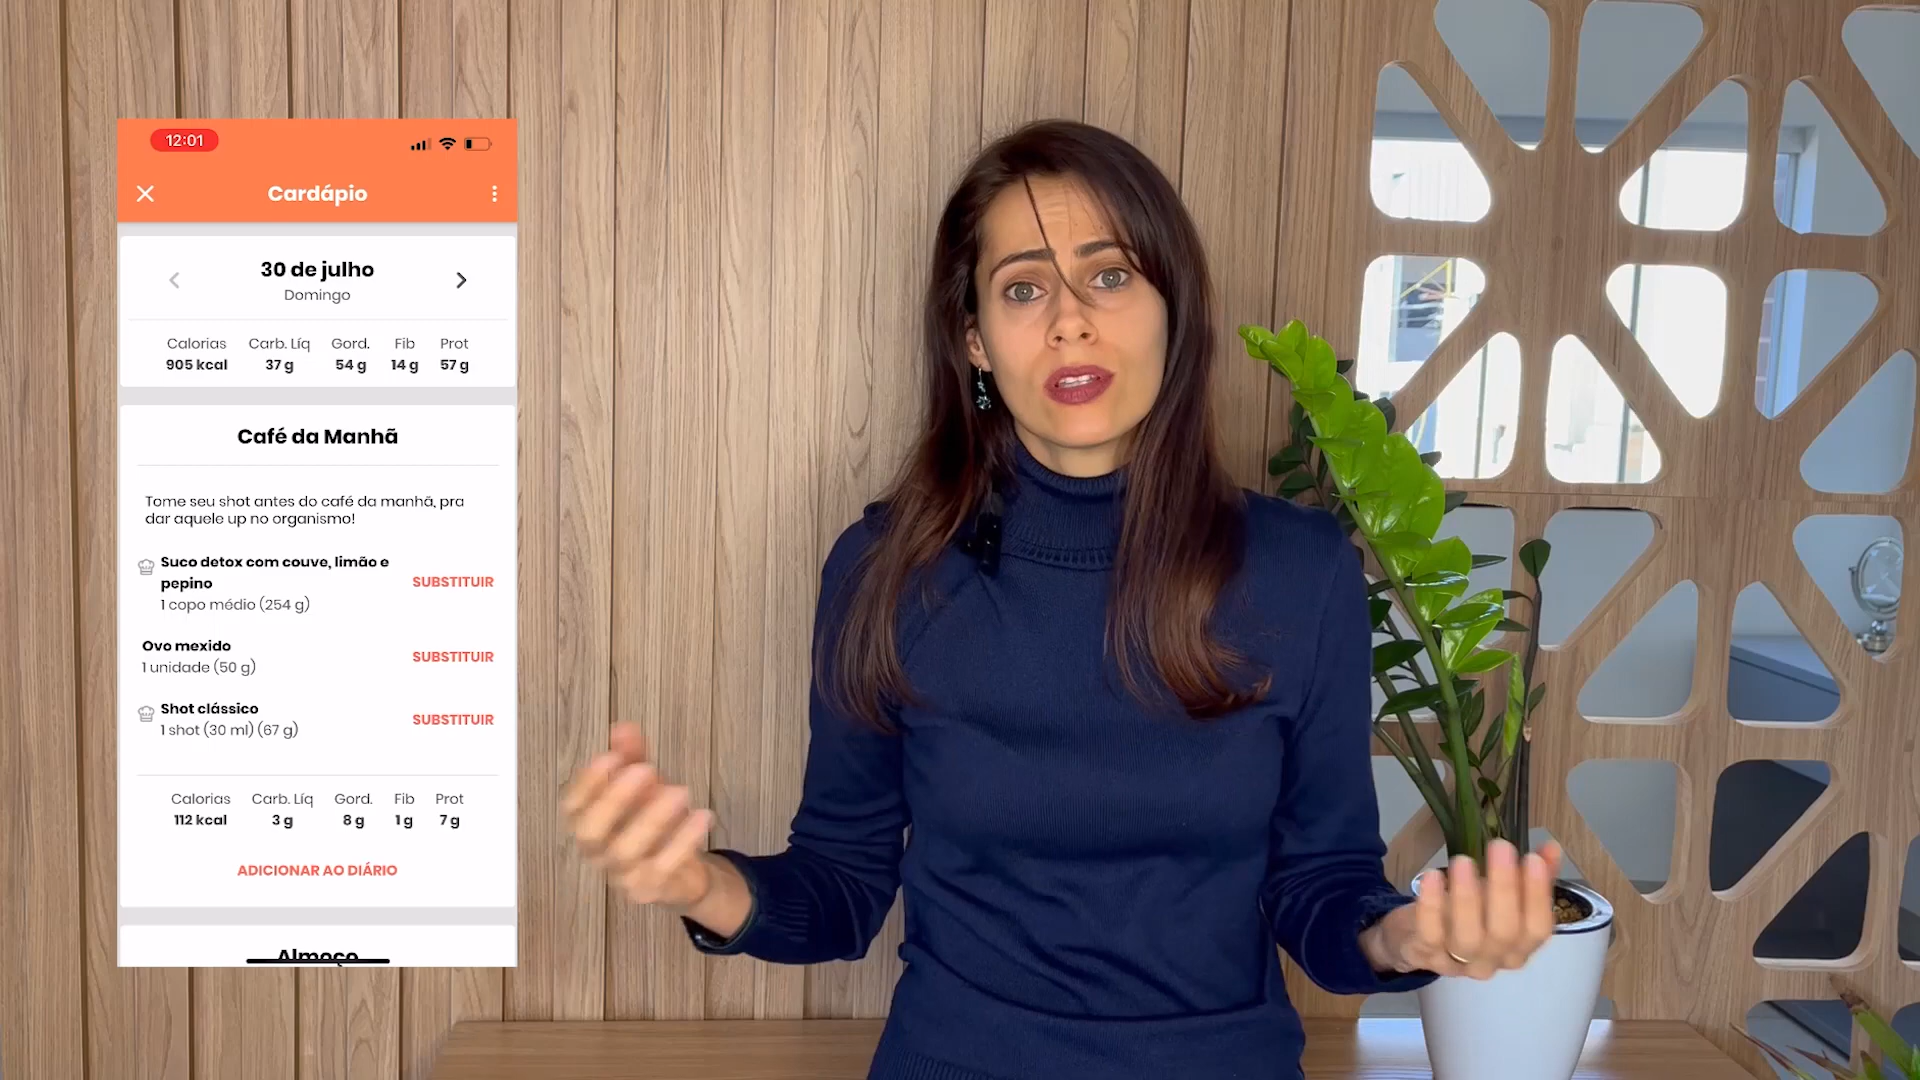 12:01
Cardápio
30 de julho
Domingo
Calorias Carb. Líq Gord. Fib Prot
905 kcal 37 g 54 g 14 g 57 g
Café da Manhã
Tome seu shot antes do café da manhã, pra
dar aquele up no organismo!
Suco detox com couve, limão e
pepino
SUBSTITUIR
1 copo médio (254 g)
Ovo mexido
SUBSTITUIR
1 unidade (50 g)
Shot clássico
SUBSTITUIR
1 shot (30 ml) (67 g)
Calorias Carb. Líq Gord. Fib Prot
112 kcal 3 g 8 g 1 g 7 g
ADICIONAR AO DIÁRIO
Almoço